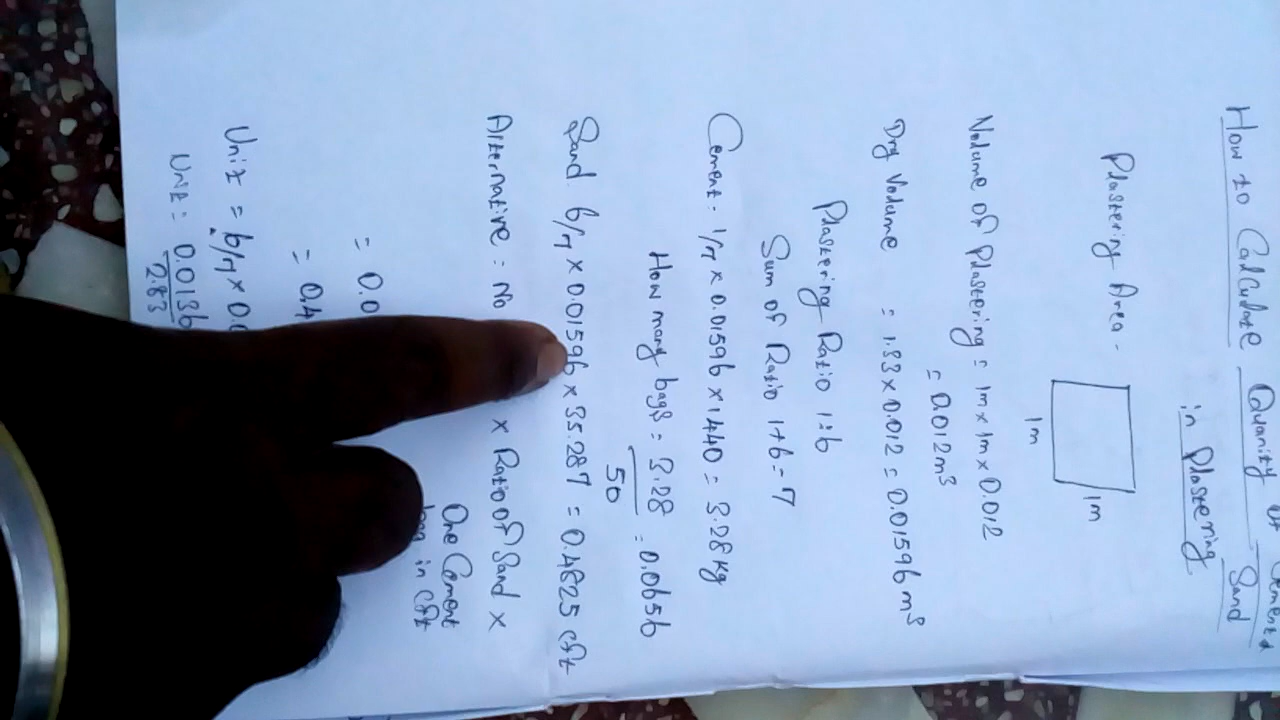 How to Calculate Quantity of Cement &
Sand
in Plastering
Plastering Area -
1m
1m
Volume of Plastering = 1m x 1m x 0.012
= 0.012m³
Dry Volume = 1.33 x 0.012 = 0.01596m³
Plastering Ratio 1:6
Sum of Ratio 1+6=7
Cement - 1/7 x 0.01596 x 1440 = 3.28 kg
How many bags = 3.28 = 0.0656
50
Sand 6/7 x 0.01596 x 35.287 = 0.4825 cft
Alternative : No x Ratio of Sand x
One Cement
bag in cft
= 0.0
= 0.4
Unit = 6/7 x 0.0
Unit = 0.0136
2.83